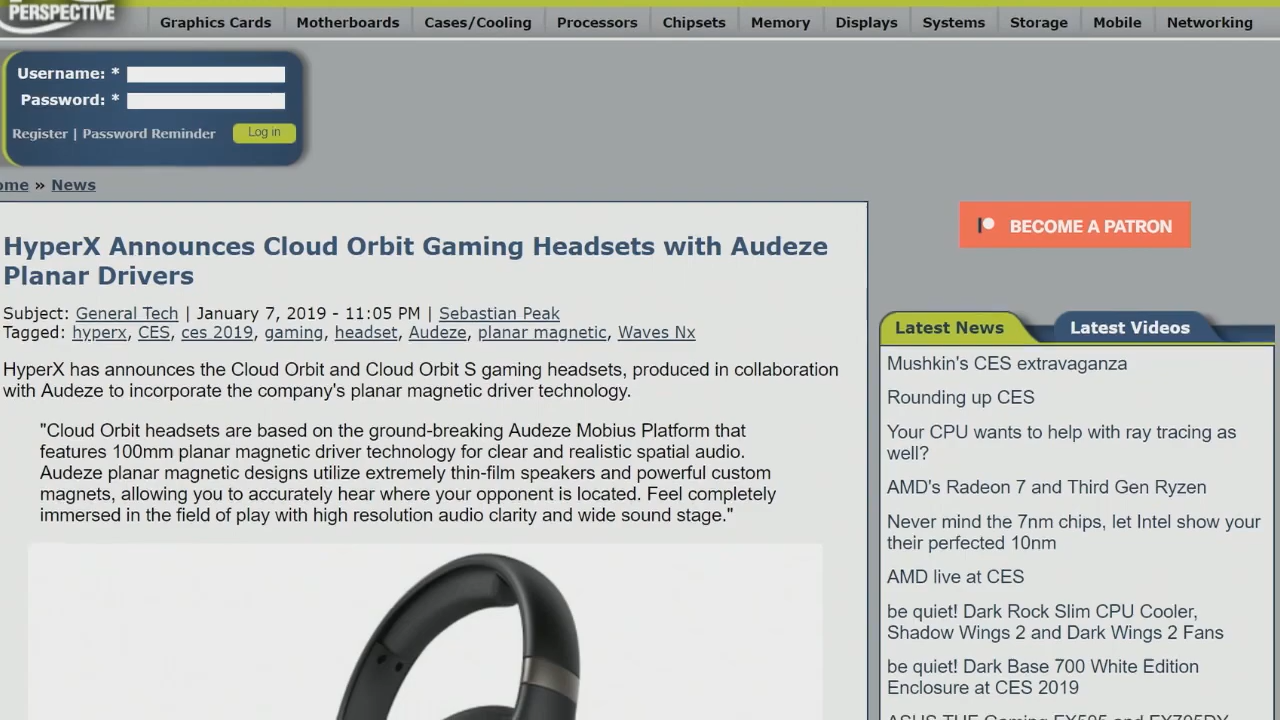 PERSPECTIVE
Graphics Cards Motherboards Cases/Cooling Processors Chipsets Memory Displays Systems Storage Mobile Networking
Username: *
Password: *
Register | Password Reminder Log in
ome » News
BECOME A PATRON
HyperX Announces Cloud Orbit Gaming Headsets with Audeze
Planar Drivers
Subject: General Tech | January 7, 2019 - 11:05 PM | Sebastian Peak
Tagged: hyperx, CES, ces 2019, gaming, headset, Audeze, planar magnetic, Waves Nx
HyperX has announces the Cloud Orbit and Cloud Orbit S gaming headsets, produced in collaboration
with Audeze to incorporate the company's planar magnetic driver technology.
"Cloud Orbit headsets are based on the ground-breaking Audeze Mobius Platform that
features 100mm planar magnetic driver technology for clear and realistic spatial audio.
Audeze planar magnetic designs utilize extremely thin-film speakers and powerful custom
magnets, allowing you to accurately hear where your opponent is located. Feel completely
immersed in the field of play with high resolution audio clarity and wide sound stage."
Latest News Latest Videos
Mushkin's CES extravaganza
Rounding up CES
Your CPU wants to help with ray tracing as
well?
AMD's Radeon 7 and Third Gen Ryzen
Never mind the 7nm chips, let Intel show your
their perfected 10nm
AMD live at CES
be quiet! Dark Rock Slim CPU Cooler,
Shadow Wings 2 and Dark Wings 2 Fans
be quiet! Dark Base 700 White Edition
Enclosure at CES 2019
ASUS TUF Gaming FX505 and FX705DY